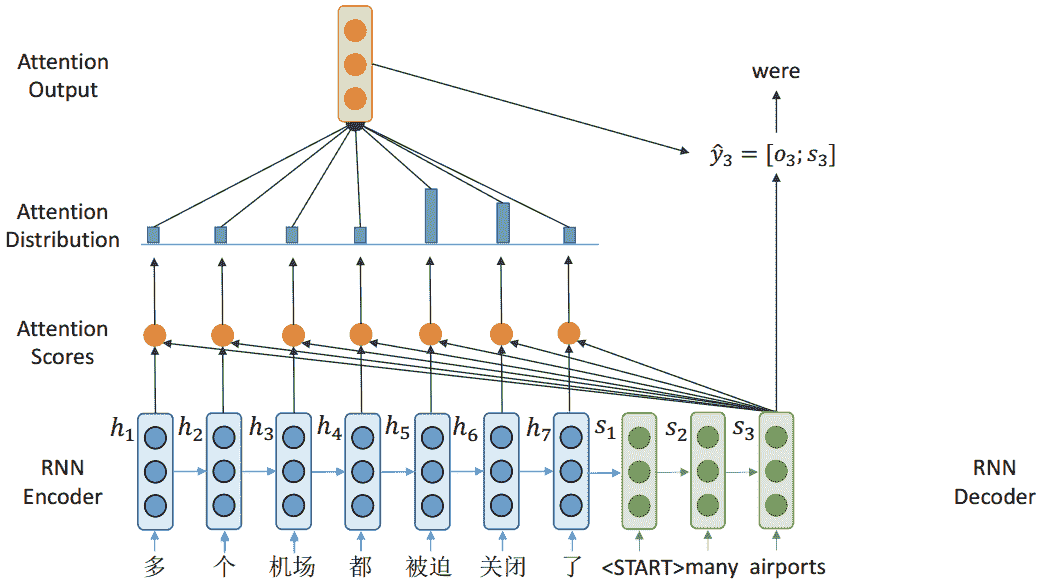 Attention
Output
were
ŷ₃ = [o₃; s₃]
Attention
Distribution
Attention
Scores
h₁ h₂ h₃ h₄ h₅ h₆ h₇ s₁ s₂ s₃
RNN
Encoder
RNN
Decoder
多 个 机场 都 被迫 关闭 了 <START> many airports